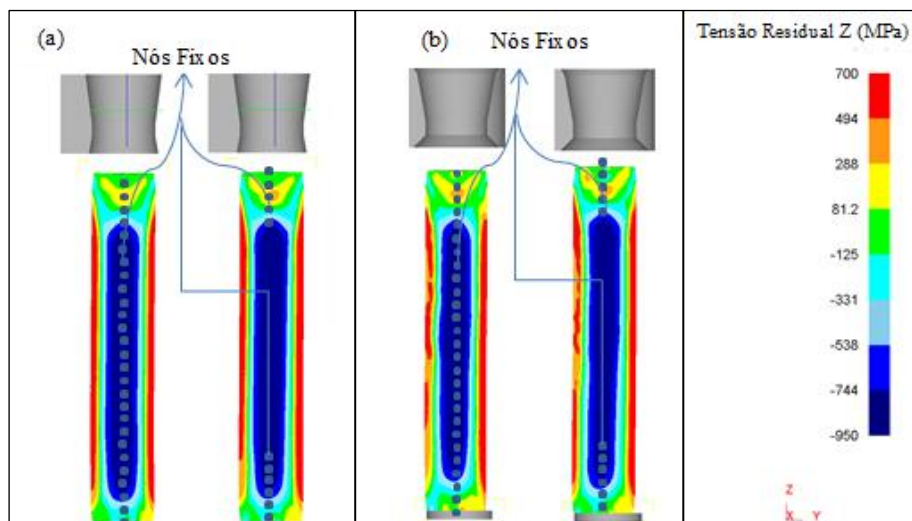 (a)
Nós Fixos
(b)
Nós Fixos
Tensão Residual Z (MPa)
700
494
288
81.2
-125
-331
-538
-744
-950
Z
X Y